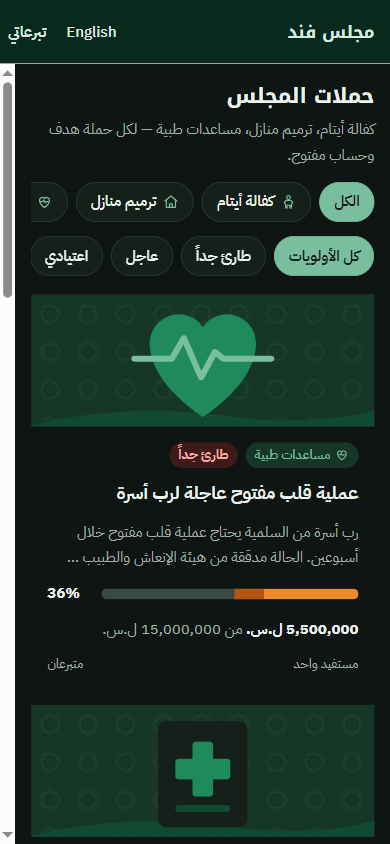 مجلس فند
English
تبرعاتي
حملات المجلس
كفالة أيتام، ترميم منازل، مساعدات طبية — لكل حملة هدف
وحساب مفتوح.
الكل
كفالة أيتام
ترميم منازل
كل الأولويات
طارئ جداً
عاجل
اعتيادي
مساعدات طبية
طارئ جداً
عملية قلب مفتوح عاجلة لرب أسرة
رب أسرة من السلمية يحتاج عملية قلب مفتوح خلال
أسبوعين. الحالة مدققة من هيئة الإنعاش والطبيب ...
36%
5,500,000 ل.س. من 15,000,000 ل.س.
مستفيد واحد
متبرعان